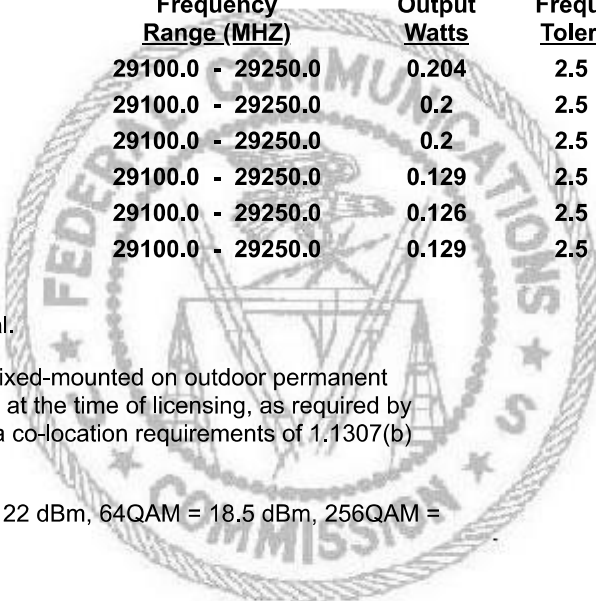 Frequency Output
Range (MHZ) Watts
29100.0 - 29250.0 0.204 2.5
29100.0 - 29250.0 0.2 2.5
29100.0 - 29250.0 0.2 2.5
29100.0 - 29250.0 0.129 2.5
29100.0 - 29250.0 0.126 2.5
29100.0 - 29250.0 0.129 2.5
ixed-mounted on outdoor permanent
at the time of licensing, as required by
a co-location requirements of 1.1307(b)
22 dBm, 64QAM = 18.5 dBm, 256QAM =
FEDERAL COMMUNICATIONS
COMMISSION